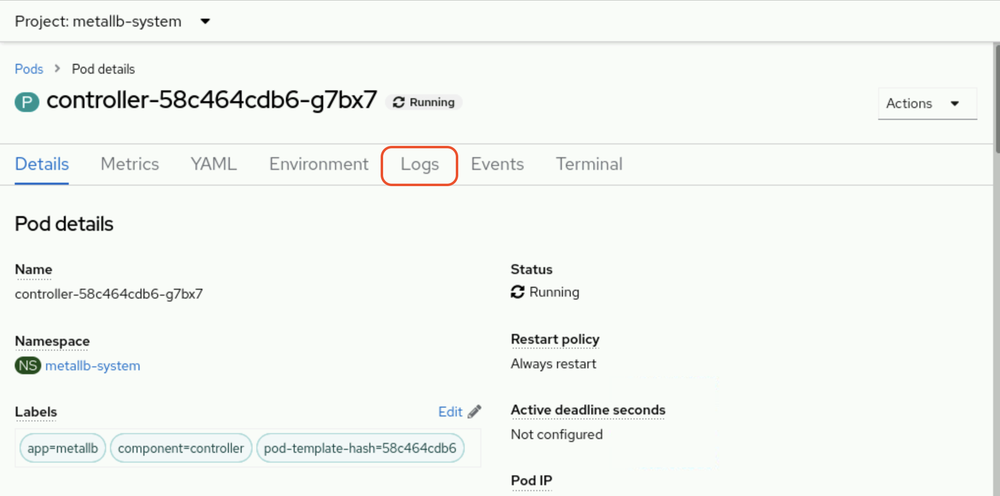 Project: metallb-system
Pods > Pod details
P controller-58c464cdb6-g7bx7 Running
Actions
Details Metrics YAML Environment Logs Events Terminal
Pod details
Name
controller-58c464cdb6-g7bx7
Status
Running
Namespace
NS metallb-system
Restart policy
Always restart
Labels Edit
app=metallb component=controller pod-template-hash=58c464cdb6
Active deadline seconds
Not configured
Pod IP